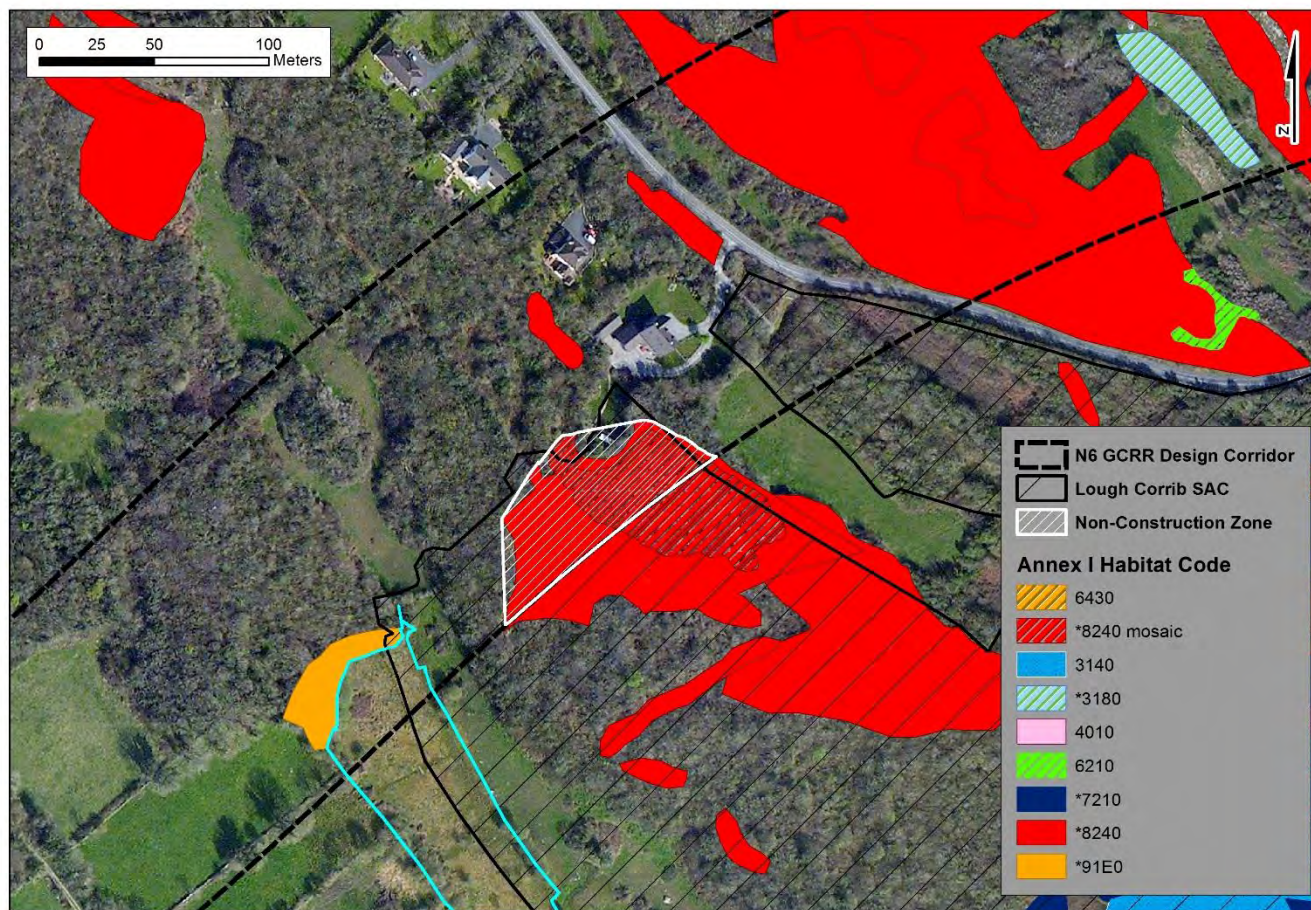 0 25 50 100
Meters
N
N6 GCRR Design Corridor
Lough Corrib SAC
Non-Construction Zone
Annex I Habitat Code
6430
*8240 mosaic
3140
*3180
4010
6210
*7210
*8240
*91E0